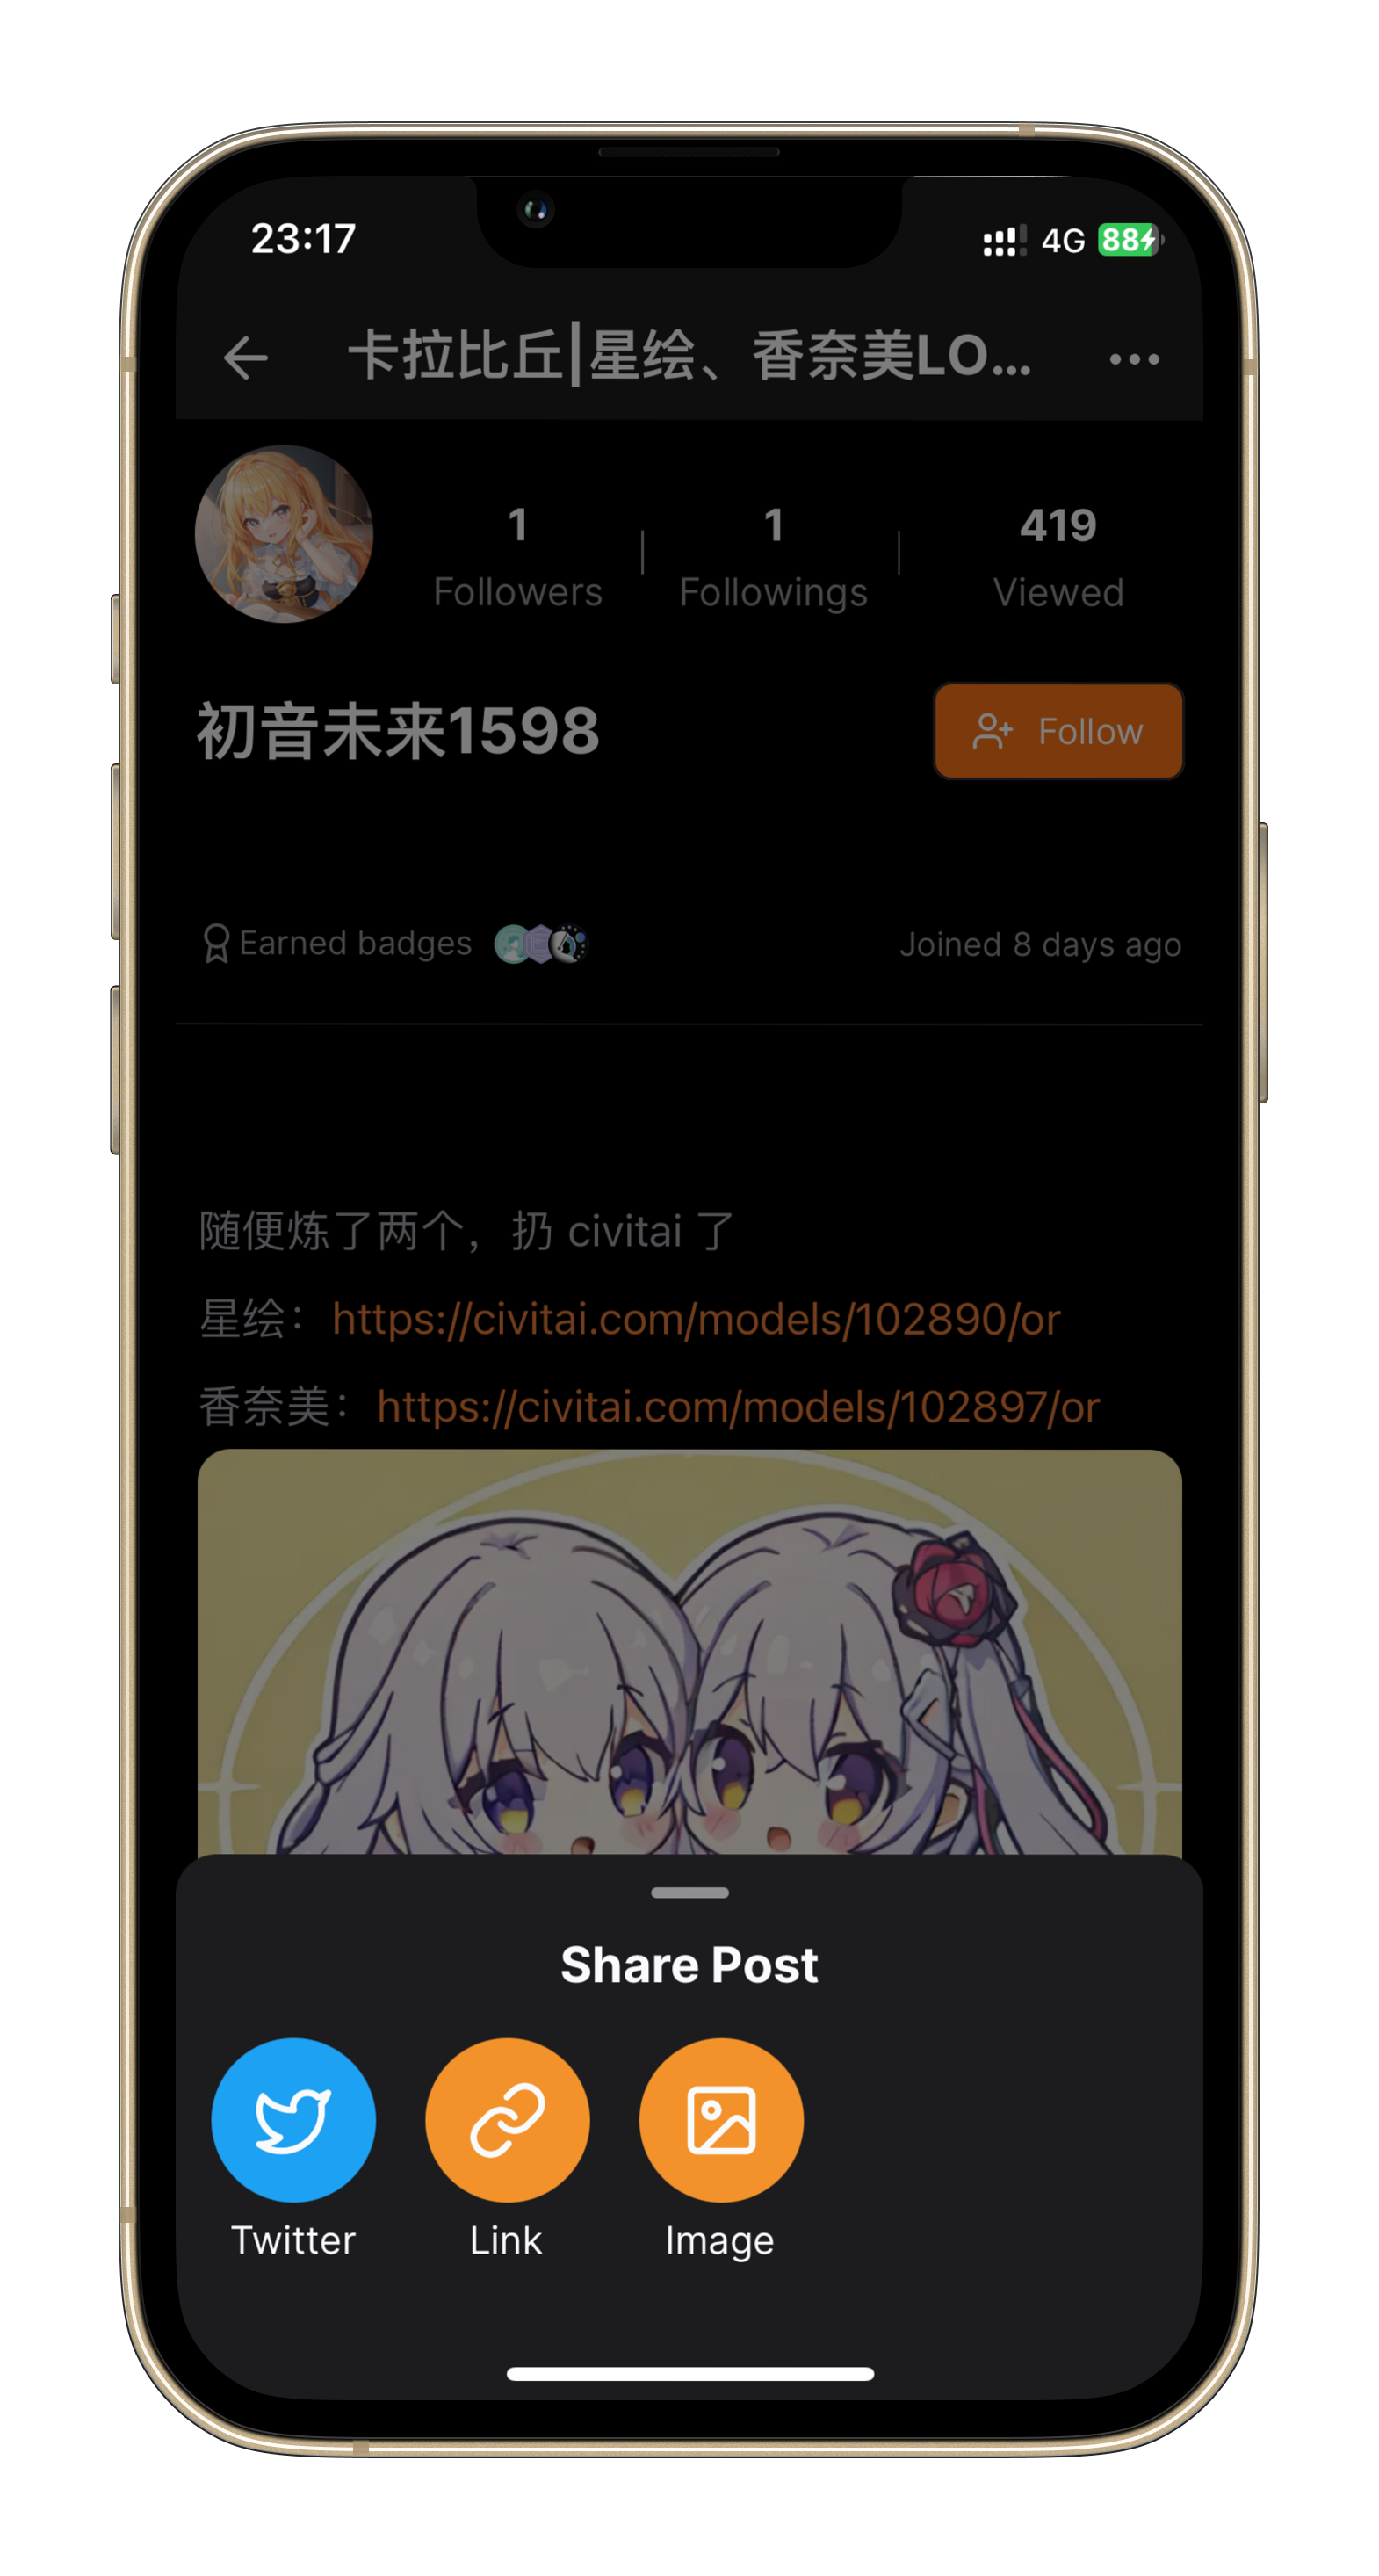 23:17
4G 88
卡拉比丘|星绘、香奈美LO...
1
Followers
1
Followings
419
Viewed
初音未来1598
Follow
Earned badges
Joined 8 days ago
随便炼了两个，扔 civitai 了
星绘：https://civitai.com/models/102890/or
香奈美：https://civitai.com/models/102897/or
Share Post
Twitter
Link
Image